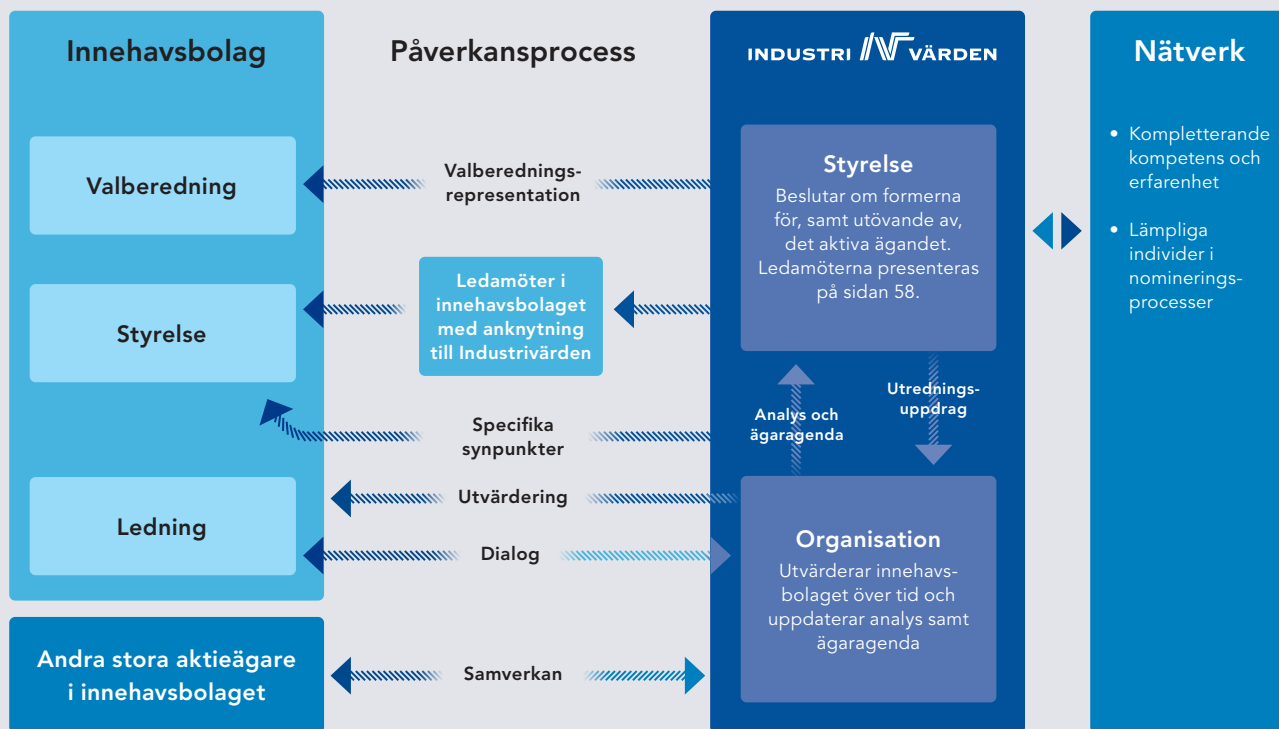 Innehavsbolag
Valberedning
Styrelse
Ledning
Andra stora aktieägare
i innehavsbolaget
Påverkansprocess
Valberednings-
representation
Ledamöter i
innehavsbolaget
med anknytning
till Industrivärden
Specifika
synpunkter
Utvärdering
Dialog
Samverkan
INDUSTRI VÄRDEN
Styrelse
Beslutar om formerna
för, samt utövande av,
det aktiva ägandet.
Ledamöterna presenteras
på sidan 58.
Analys och
ägaragenda
Utrednings-
uppdrag
Organisation
Utvärderar innehavs-
bolaget över tid och
uppdaterar analys samt
ägaragenda
Nätverk
• Kompletterande
kompetens och
erfarenhet
• Lämpliga
individer i
nominerings-
processer